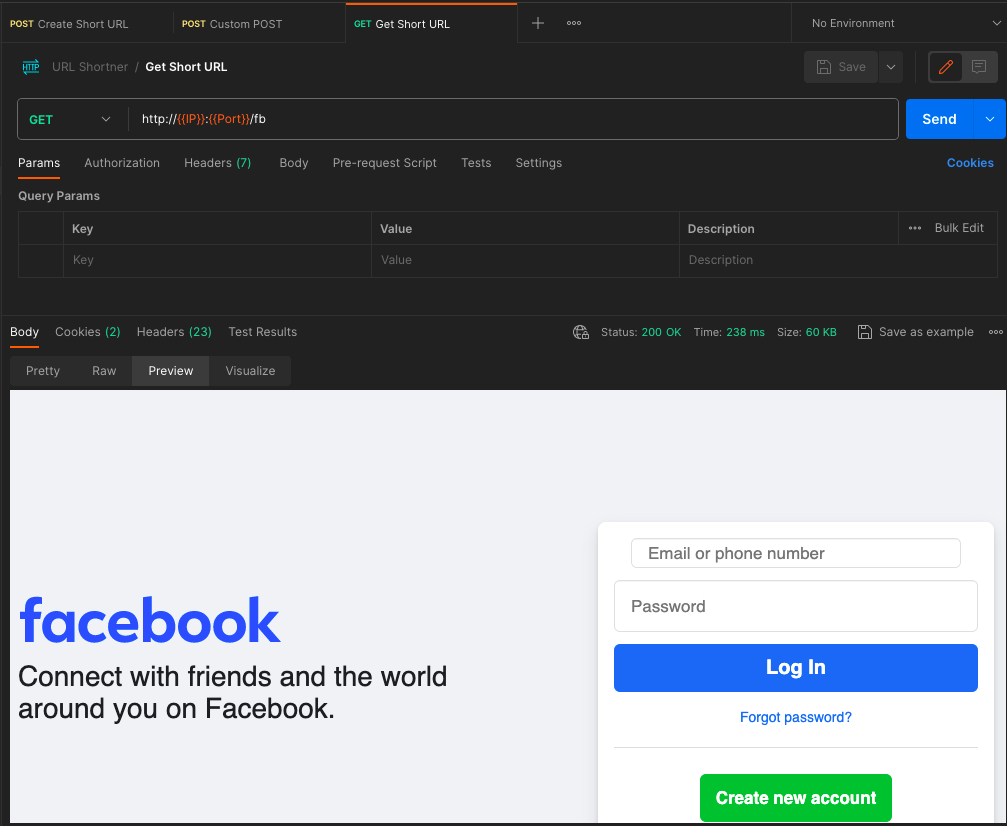 POST Create Short URL POST Custom POST GET Get Short URL No Environment
HTTP URL Shortner / Get Short URL Save
GET http://{{IP}}:{{Port}}/fb Send
Params Authorization Headers (7) Body Pre-request Script Tests Settings Cookies
Query Params
Key Value Description Bulk Edit
Key Value Description
Body Cookies (2) Headers (23) Test Results Status: 200 OK Time: 238 ms Size: 60 KB Save as example
Pretty Raw Preview Visualize
Email or phone number
facebook
Password
Connect with friends and the world
around you on Facebook.
Log In
Forgot password?
Create new account